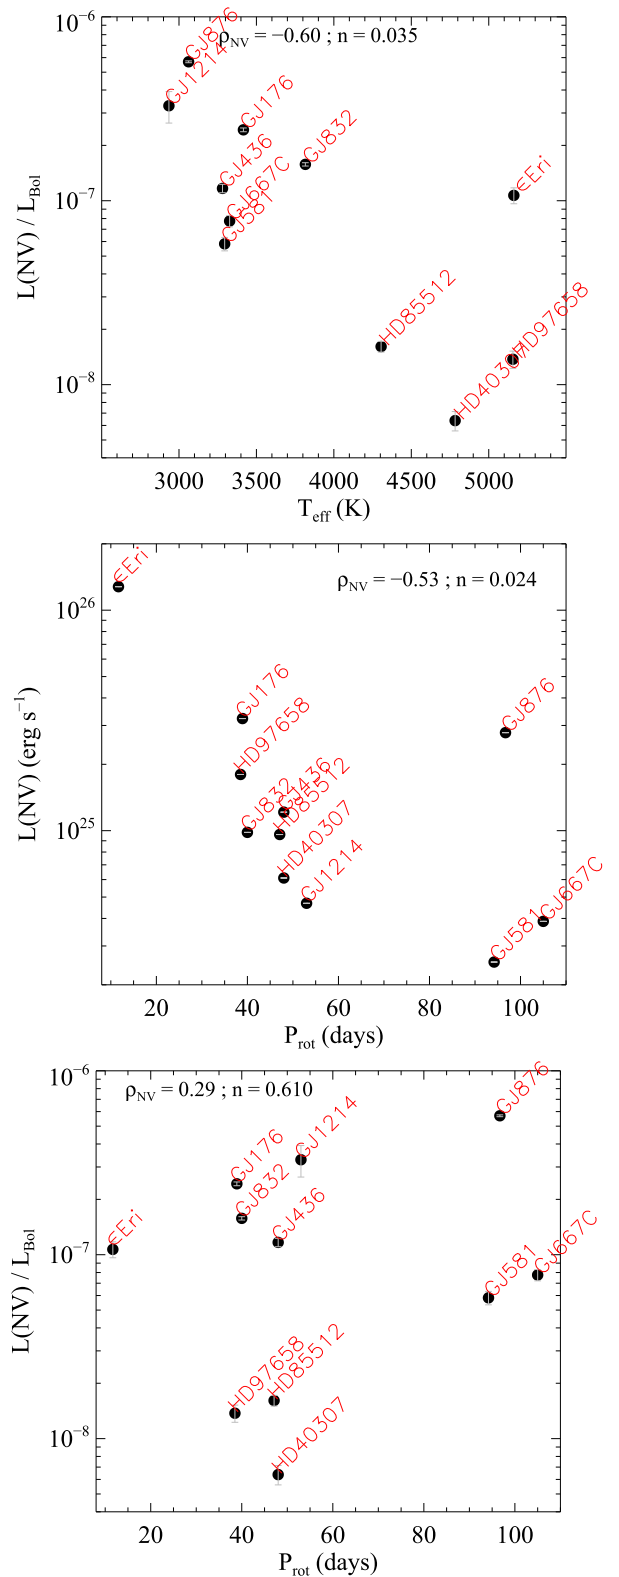 ρNV = −0.60 ; n = 0.035
10−6
10−7
10−8
L(NV) / LBol
GJ876
GJ1214
GJ176
GJ832
GJ436
GJ667C
GJ581
ϵEri
HD85512
HD97658
HD40307
3000 3500 4000 4500 5000
Teff (K)
ρNV = −0.53 ; n = 0.024
1026
1025
L(NV) (erg s−1)
ϵEri
GJ176
GJ876
HD97658
GJ436
GJ832
HD85512
HD40307
GJ1214
GJ667C
GJ581
20 40 60 80 100
Prot (days)
ρNV = 0.29 ; n = 0.610
10−6
10−7
10−8
L(NV) / LBol
GJ876
GJ1214
GJ176
GJ832
GJ436
ϵEri
GJ667C
GJ581
HD97658
HD85512
HD40307
20 40 60 80 100
Prot (days)